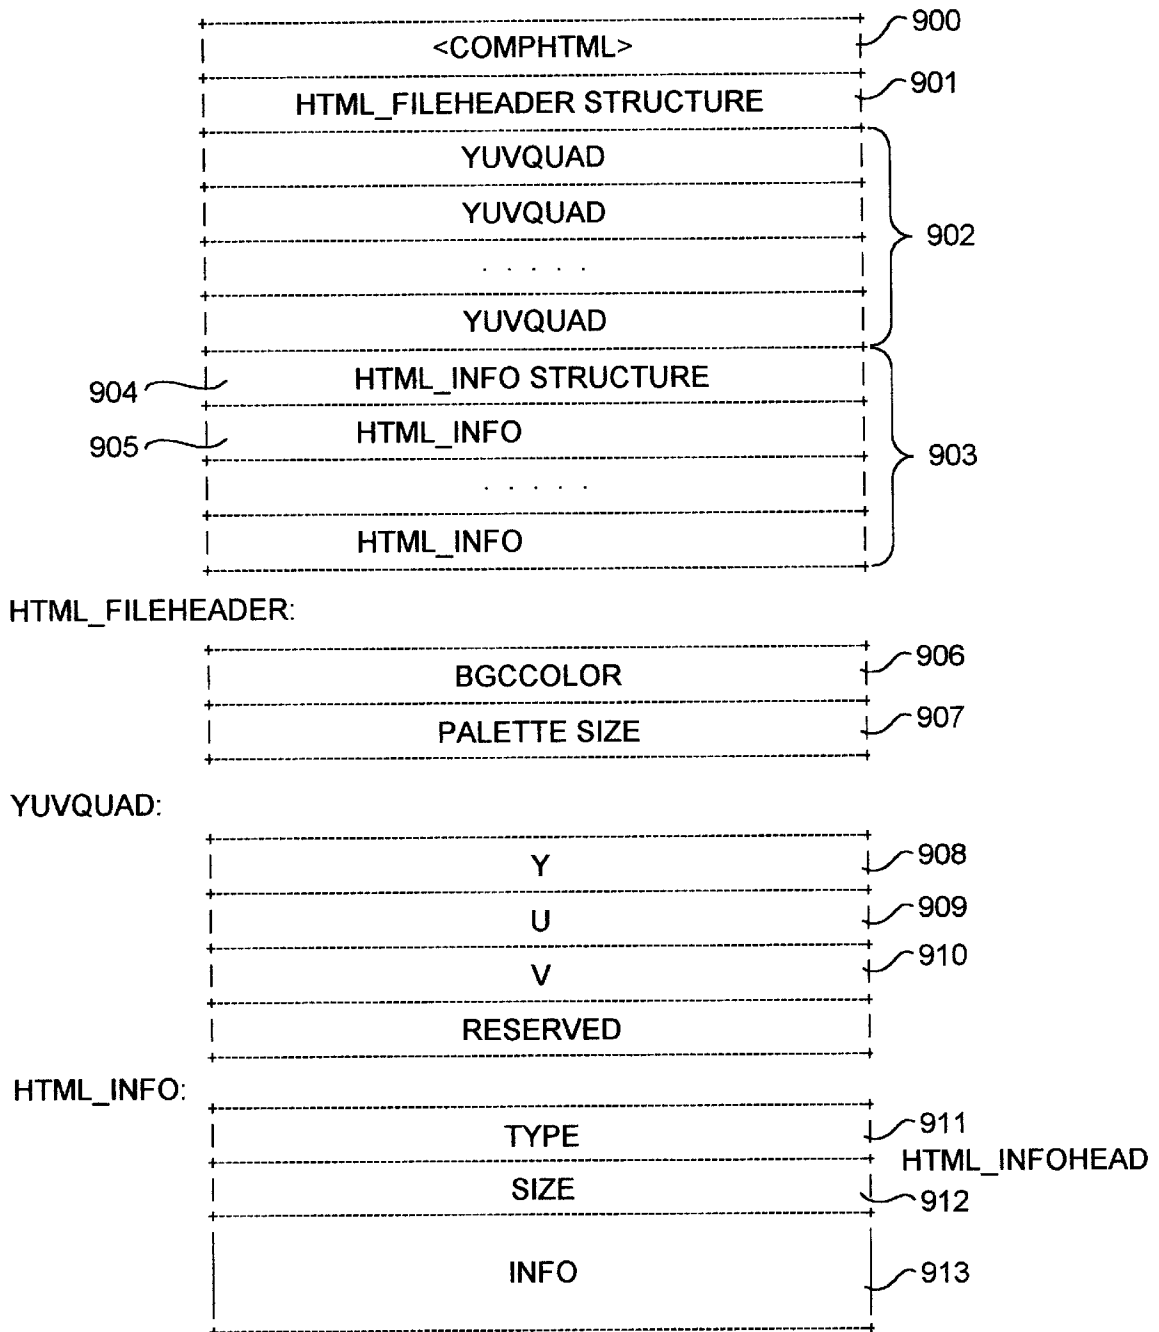 <COMPHTML>
900
HTML_FILEHEADER STRUCTURE
901
YUVQUAD
YUVQUAD
902
. . . . .
YUVQUAD
904
HTML_INFO STRUCTURE
905
HTML_INFO
903
. . . . .
HTML_INFO
HTML_FILEHEADER:
BGCCOLOR
906
PALETTE SIZE
907
YUVQUAD:
Y
908
U
909
V
910
RESERVED
HTML_INFO:
TYPE
911
HTML_INFOHEAD
SIZE
912
INFO
913